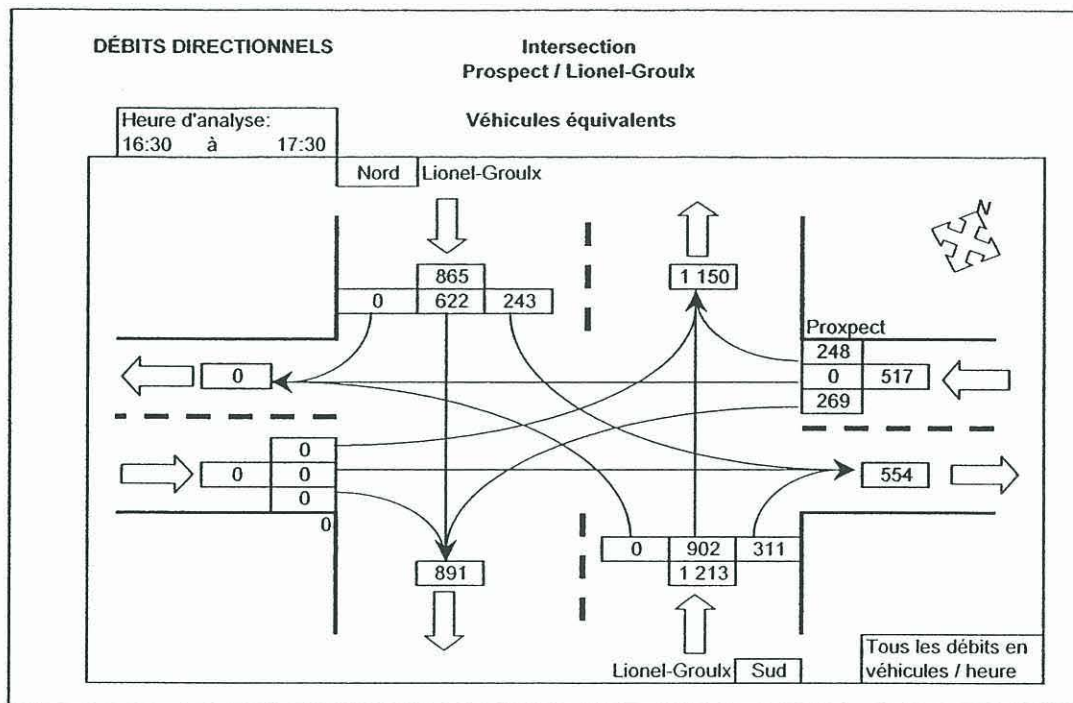 DÉBITS DIRECTIONNELS
Intersection
Prospect / Lionel-Groulx
Heure d'analyse:
16:30 à 17:30
Véhicules équivalents
Nord Lionel-Groulx
N
865
0 622 243
1 150
Proxpect
248
0 517
269
0
0
0 0
0
0
554
0 902 311
1 213
891
Lionel-Groulx Sud
Tous les débits en
véhicules / heure